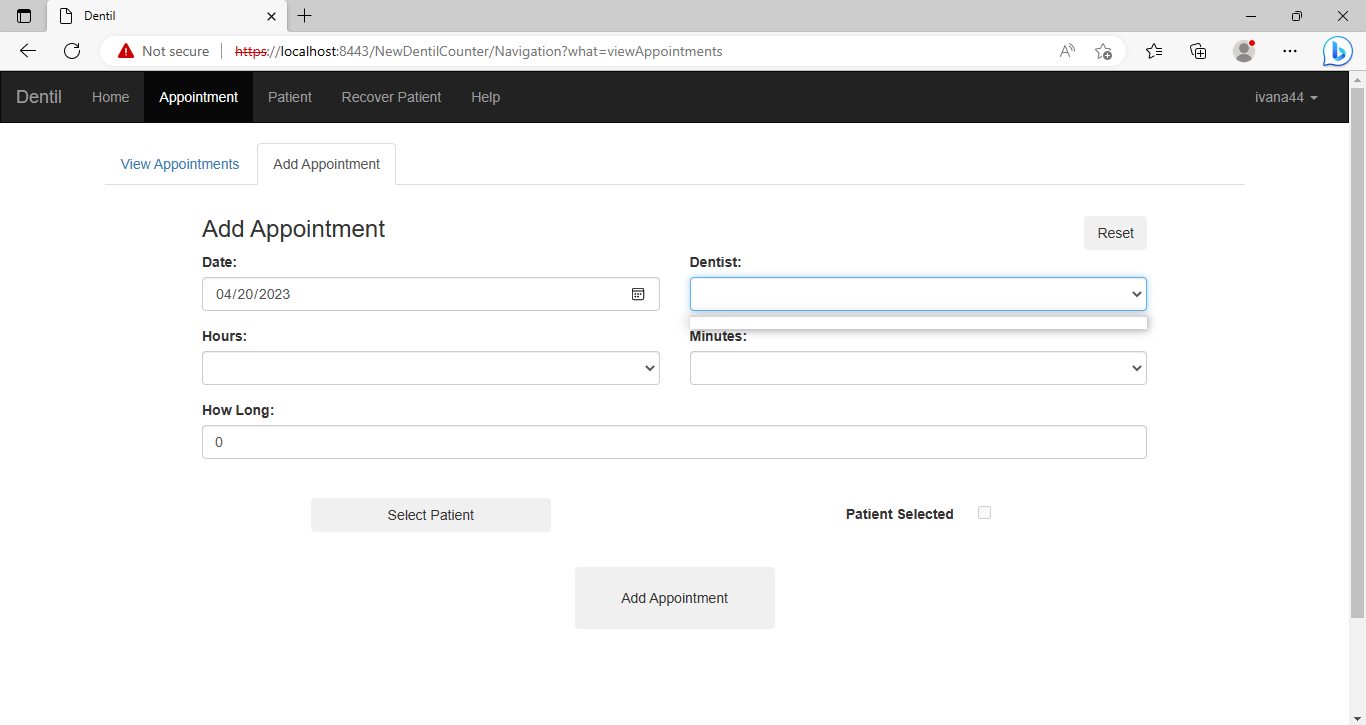 Dentil
Not secure https://localhost:8443/NewDentilCounter/Navigation?what=viewAppointments
Dentil Home Appointment Patient Recover Patient Help ivana44
View Appointments Add Appointment
Add Appointment
Reset
Date: Dentist:
04/20/2023
Hours: Minutes:
How Long:
0
Select Patient Patient Selected
Add Appointment